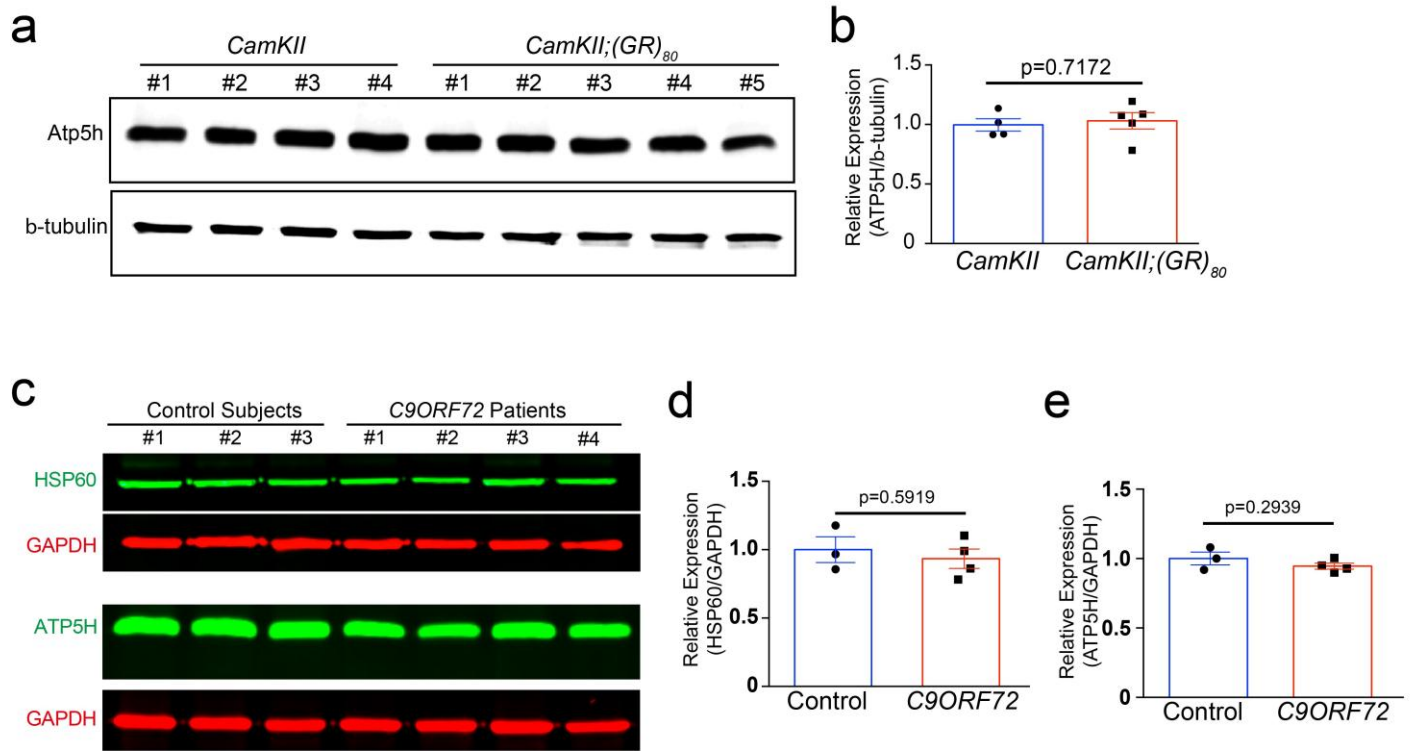 a
CamKII CamKII;(GR)80
#1 #2 #3 #4 #1 #2 #3 #4 #5
Atp5h
b-tubulin
b
p=0.7172
Relative Expression
(ATP5H/b-tubulin)
1.5
1.0
0.5
0
CamKII CamKII;(GR)80
c
Control Subjects C9ORF72 Patients
#1 #2 #3 #1 #2 #3 #4
HSP60
GAPDH
ATP5H
GAPDH
d
p=0.5919
Relative Expression
(HSP60/GAPDH)
1.5
1.0
0.5
0
Control C9ORF72
e
p=0.2939
Relative Expression
(ATP5H/GAPDH)
1.5
1.0
0.5
0
Control C9ORF72